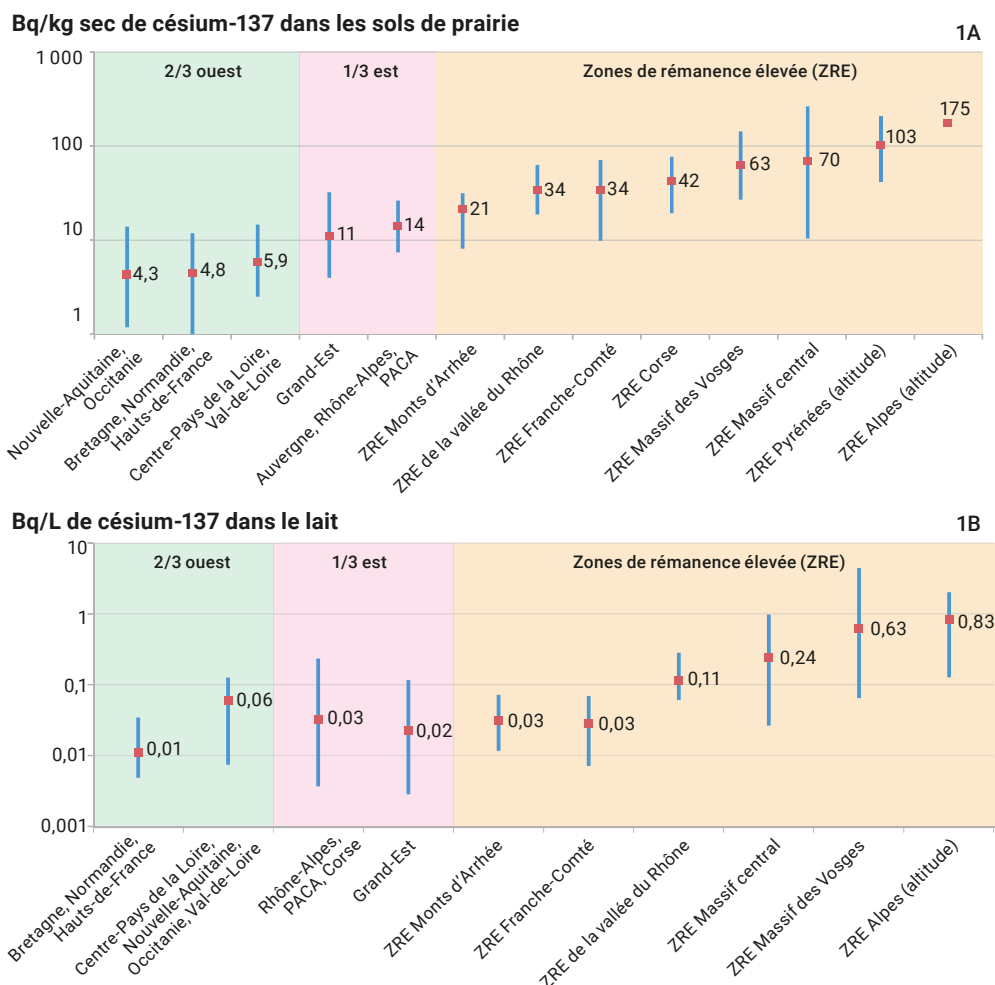 Bq/kg sec de césium-137 dans les sols de prairie
1A
1 000
2/3 ouest
1/3 est
Zones de rémanence élevée (ZRE)
100
10
1
4,3
4,8
5,9
11
14
21
34
34
42
63
70
103
175
Nouvelle-Aquitaine,
Occitanie
Bretagne, Normandie,
Hauts-de-France
Centre-Pays de la Loire,
Val-de-Loire
Grand-Est
Auvergne, Rhône-Alpes,
PACA
ZRE Monts d'Arrhée
ZRE de la vallée du Rhône
ZRE Franche-Comté
ZRE Corse
ZRE Massif des Vosges
ZRE Massif central
ZRE Pyrénées (altitude)
ZRE Alpes (altitude)
Bq/L de césium-137 dans le lait
1B
10
2/3 ouest
1/3 est
Zones de rémanence élevée (ZRE)
1
0,1
0,01
0,001
0,01
0,06
0,03
0,02
0,03
0,03
0,11
0,24
0,63
0,83
Bretagne, Normandie,
Hauts-de-France
Centre-Pays de la Loire,
Nouvelle-Aquitaine,
Occitanie, Val-de-Loire
Rhône-Alpes,
PACA, Corse
Grand-Est
ZRE Monts d'Arrhée
ZRE Franche-Comté
ZRE de la vallée du Rhône
ZRE Massif central
ZRE Massif des Vosges
ZRE Alpes (altitude)